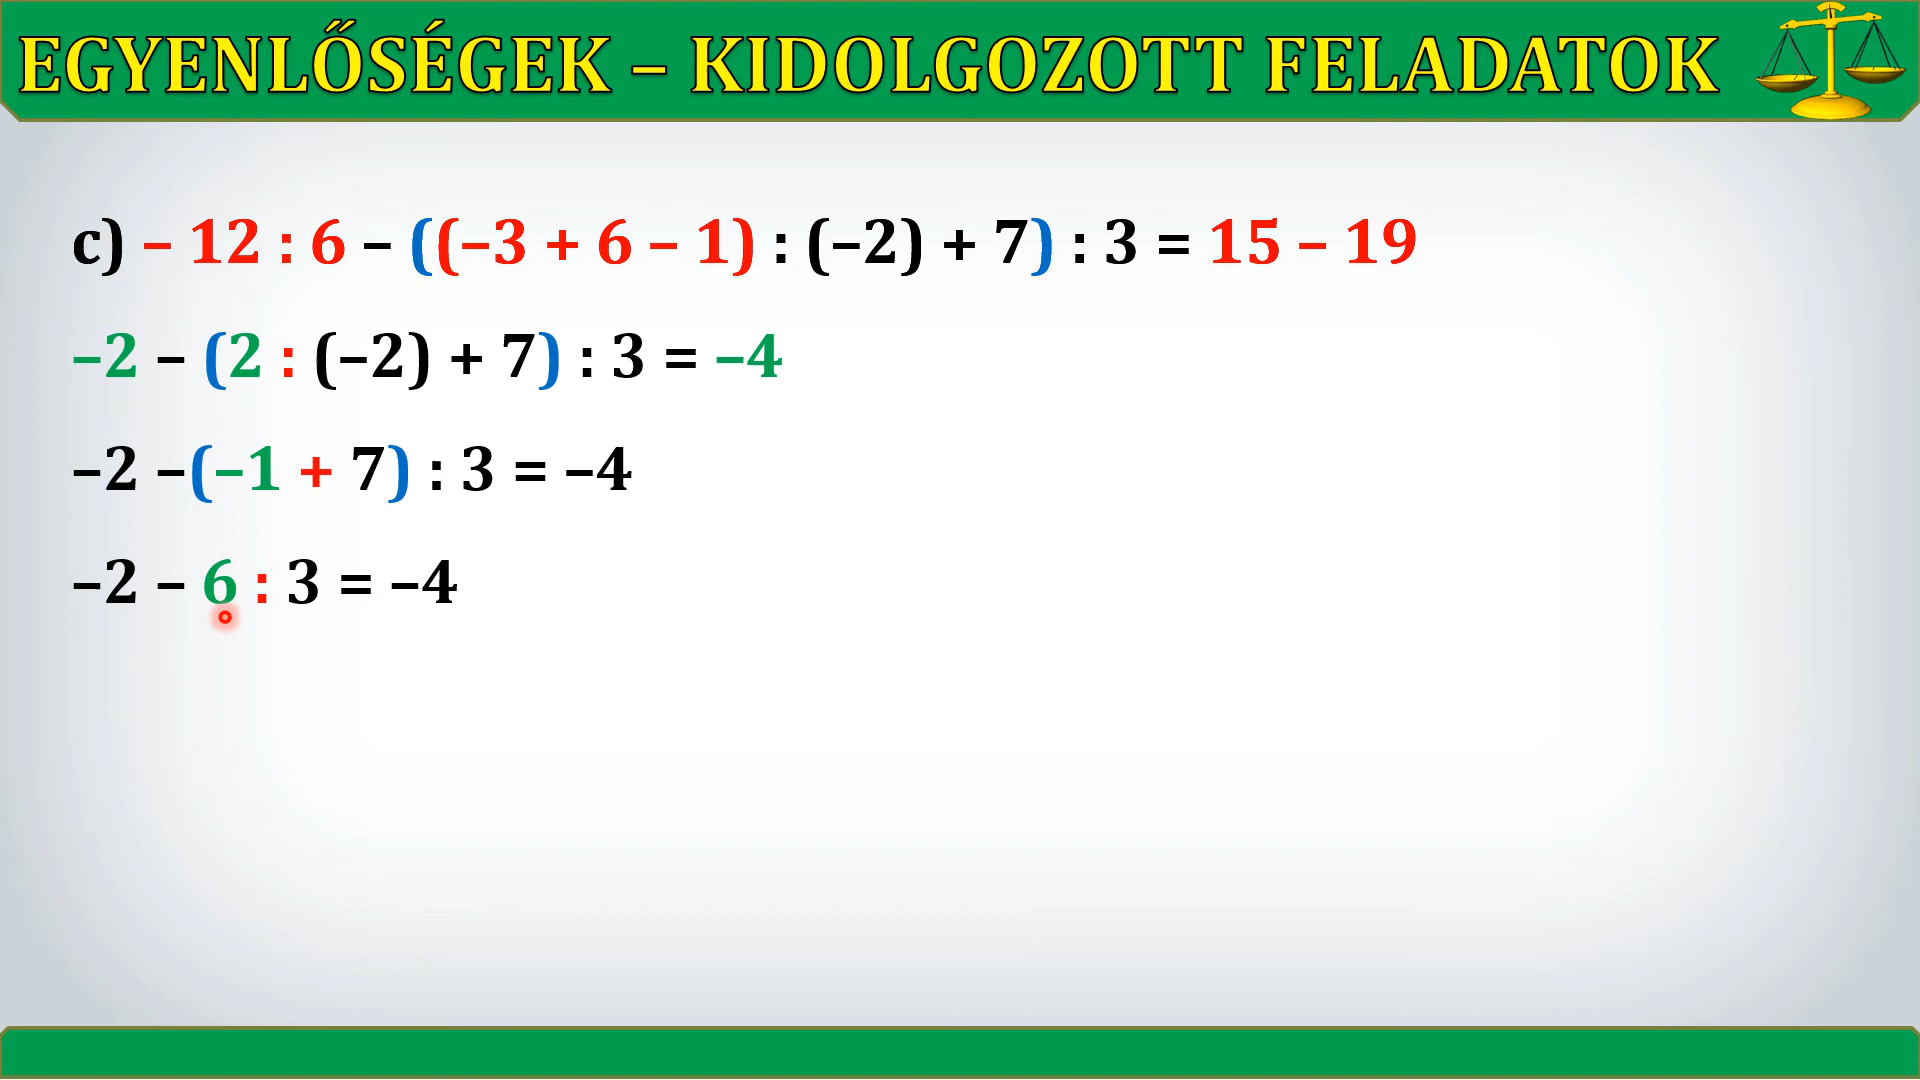 EGYENLŐSÉGEK – KIDOLGOZOTT FELADATOK
c) – 12 : 6 – ((–3 + 6 – 1) : (–2) + 7) : 3 = 15 – 19
–2 – (2 : (–2) + 7) : 3 = –4
–2 –(–1 + 7) : 3 = –4
–2 – 6 : 3 = –4